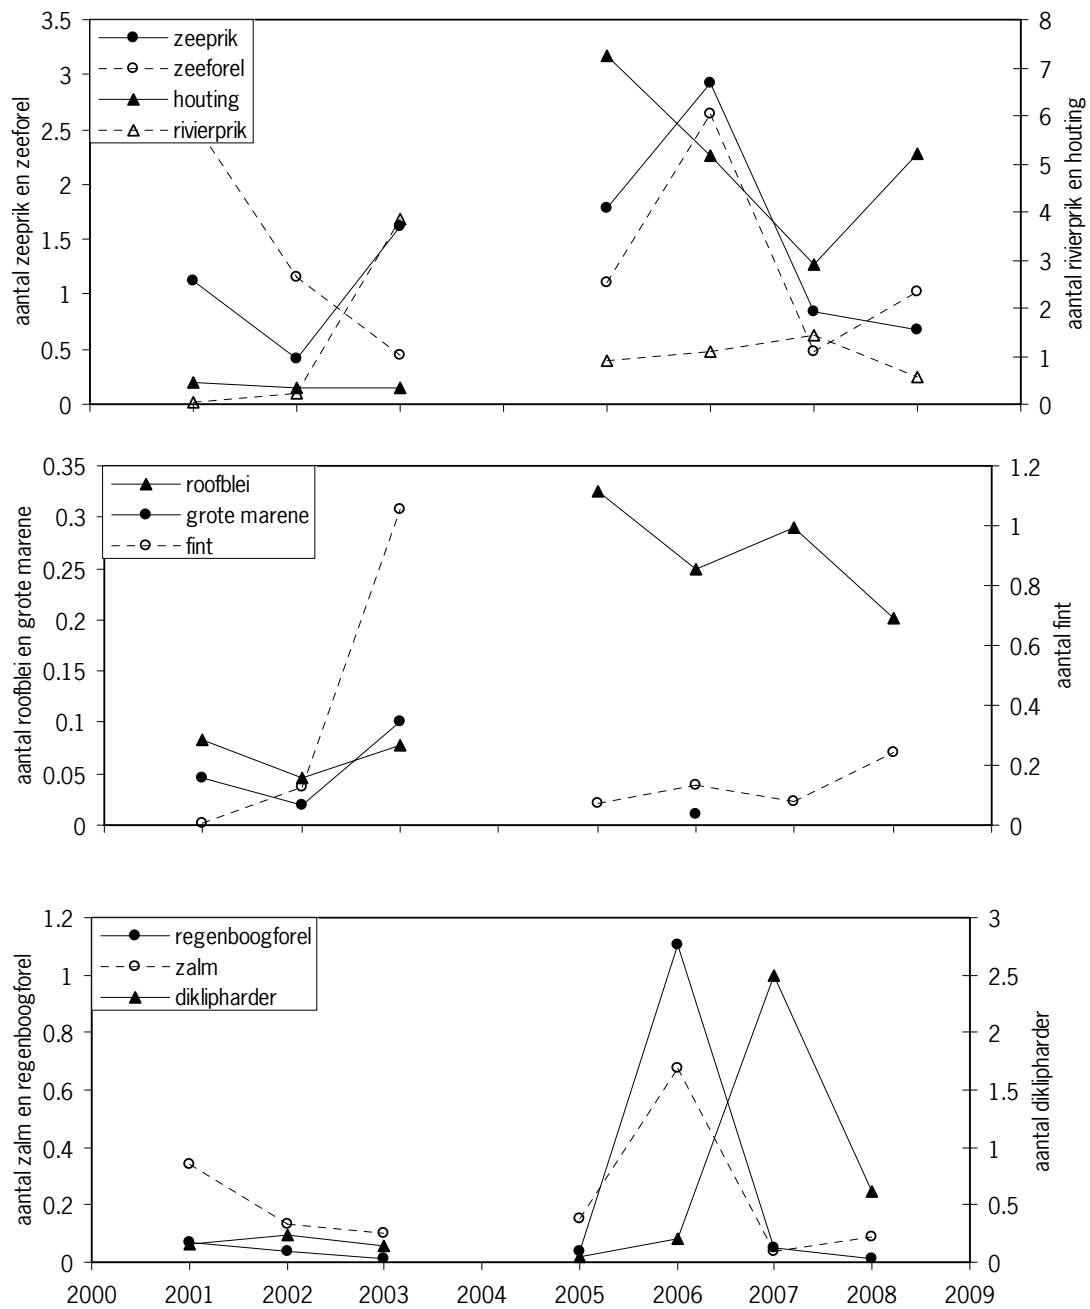 3.5
3
2.5
2
1.5
1
0.5
0
aantal zeeprik en zeeforel
zeeprik
zeeforel
houting
rivierprik
8
7
6
5
4
3
2
1
0
aantal rivierprik en houting
0.35
0.3
0.25
0.2
0.15
0.1
0.05
0
aantal roofblei en grote marene
roofblei
grote marene
fint
1.2
1
0.8
0.6
0.4
0.2
0
aantal fint
1.2
1
0.8
0.6
0.4
0.2
0
aantal zalm en regenboogforel
regenboogforel
zalm
diklipharder
3
2.5
2
1.5
1
0.5
0
aantal diklipharder
2000 2001 2002 2003 2004 2005 2006 2007 2008 2009